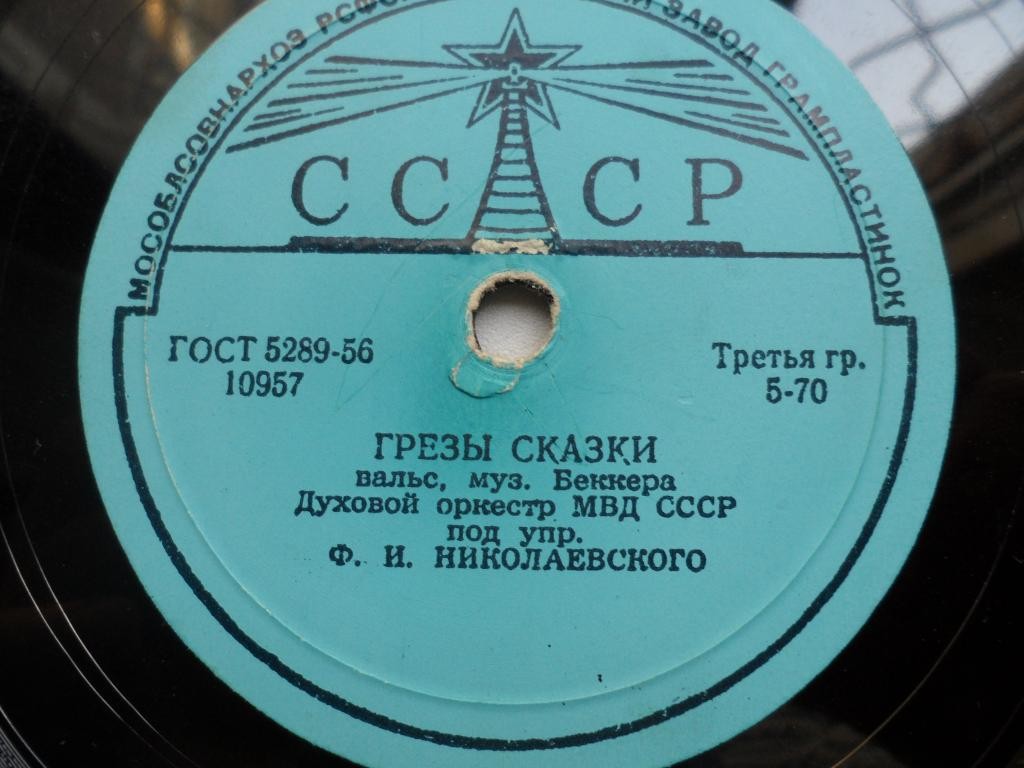 МОСОБЛСОВНАРХОЗ ЗАВОД ГРАМПЛАСТИНОК
СССР
ГОСТ 5289-56
10957
Третья гр.
5-70
ГРЕЗЫ СКАЗКИ
вальс, муз. Беккера
Духовой оркестр МВД СССР
под упр.
Ф. И. НИКОЛАЕВСКОГО